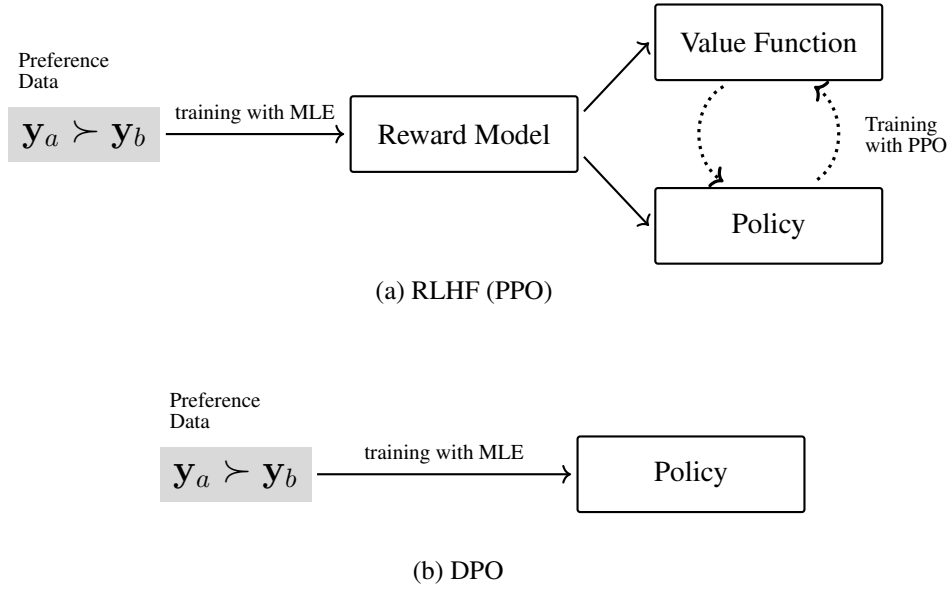 Preference
Data
y_a ≻ y_b
training with MLE
Reward Model
Value Function
Training
with PPO
Policy
(a) RLHF (PPO)
Preference
Data
y_a ≻ y_b
training with MLE
Policy
(b) DPO